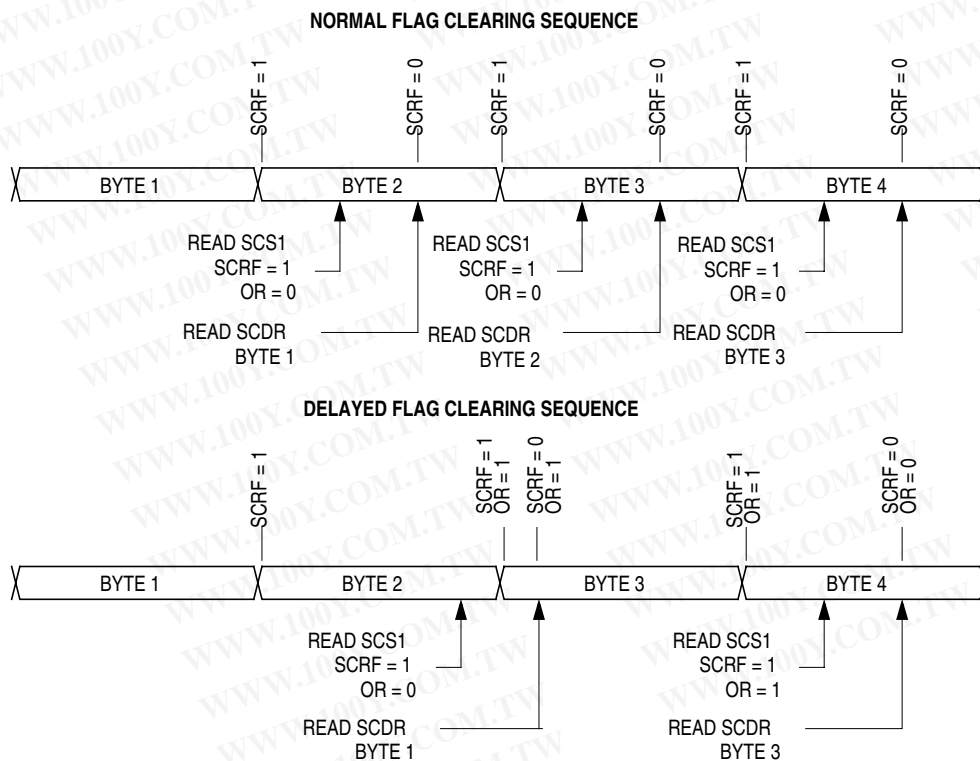 NORMAL FLAG CLEARING SEQUENCE
SCRF = 1
SCRF = 0
SCRF = 1
SCRF = 0
SCRF = 1
SCRF = 0
BYTE 1
BYTE 2
BYTE 3
BYTE 4
READ SCS1
SCRF = 1
OR = 0
READ SCS1
SCRF = 1
OR = 0
READ SCS1
SCRF = 1
OR = 0
READ SCDR
BYTE 1
READ SCDR
BYTE 2
READ SCDR
BYTE 3
DELAYED FLAG CLEARING SEQUENCE
SCRF = 1
SCRF = 1
OR = 1
SCRF = 0
OR = 1
SCRF = 1
OR = 1
SCRF = 0
OR = 0
BYTE 1
BYTE 2
BYTE 3
BYTE 4
READ SCS1
SCRF = 1
OR = 0
READ SCS1
SCRF = 1
OR = 1
READ SCDR
BYTE 1
READ SCDR
BYTE 3
WWW.100Y.COM.TW